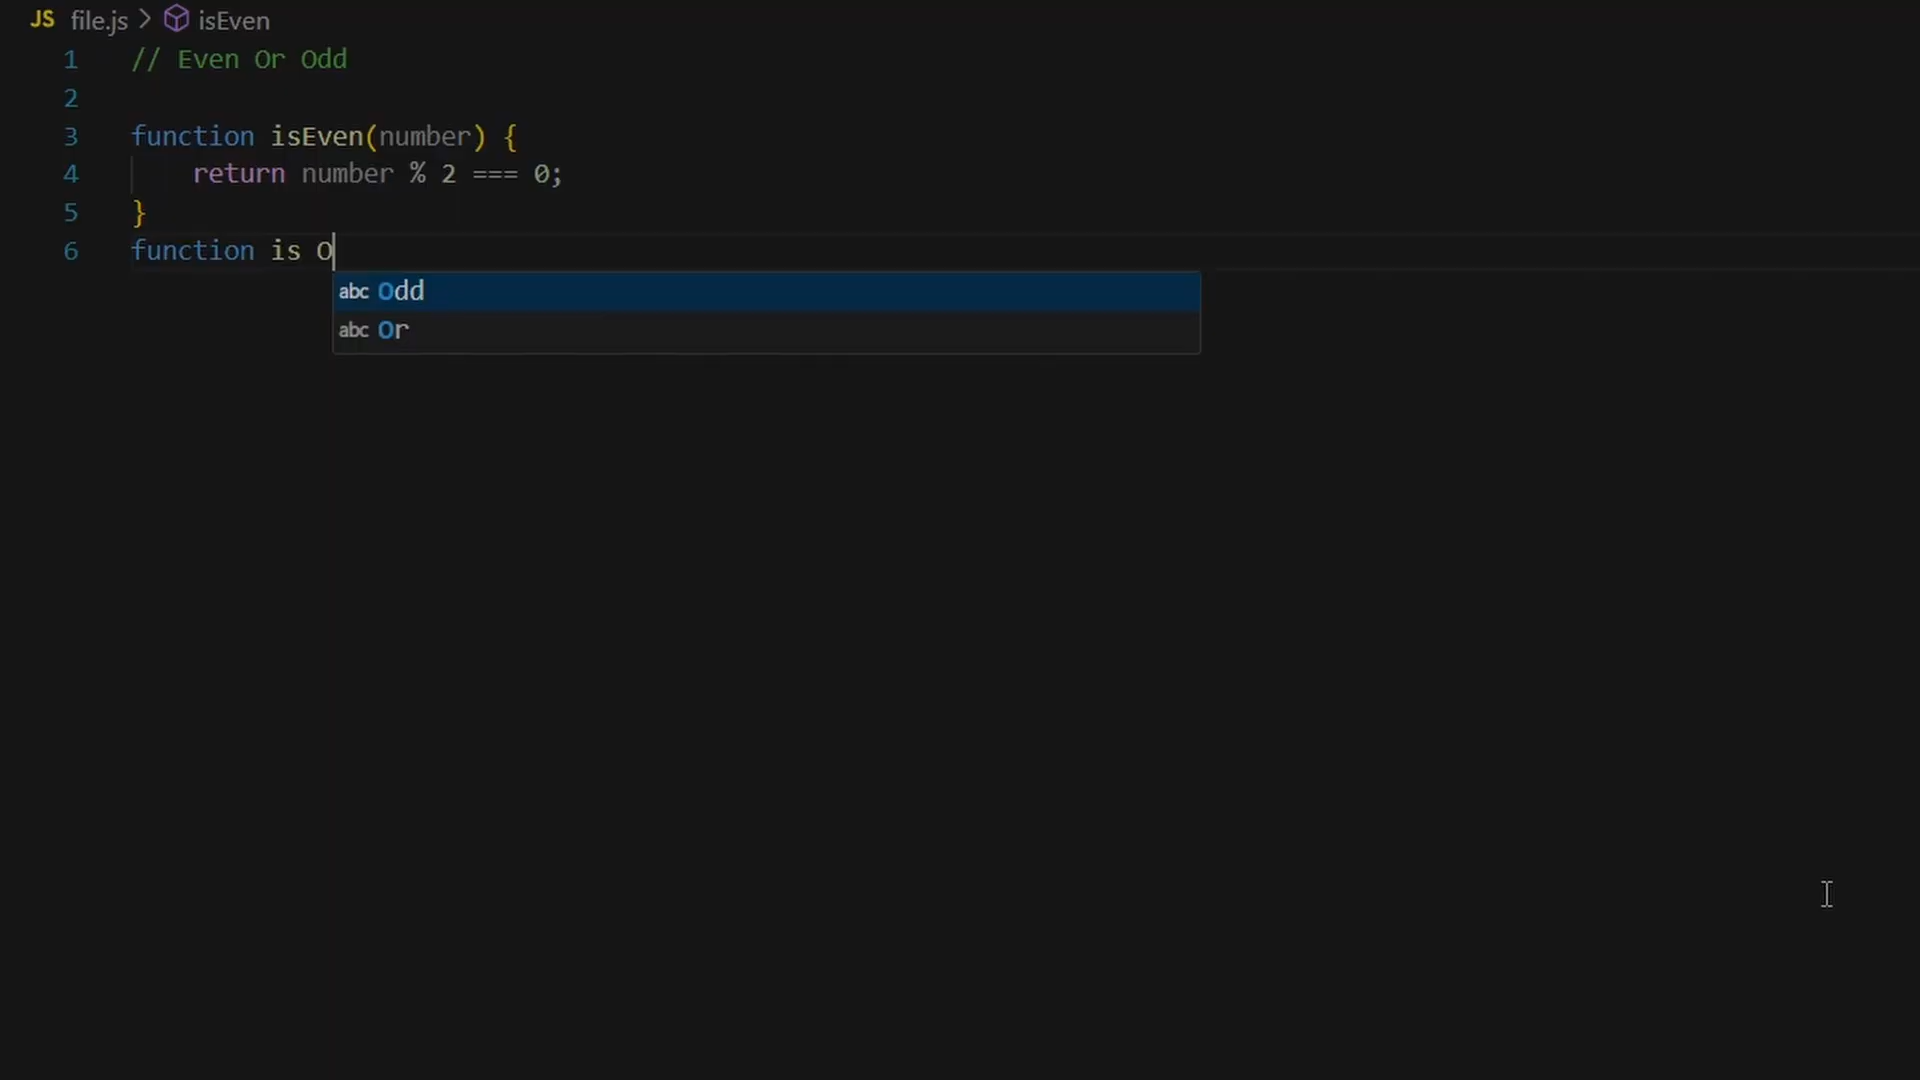 JS file.js > isEven
1 // Even Or Odd
2
3 function isEven(number) {
4     return number % 2 === 0;
5 }
6 function is O
abc Odd
abc Or